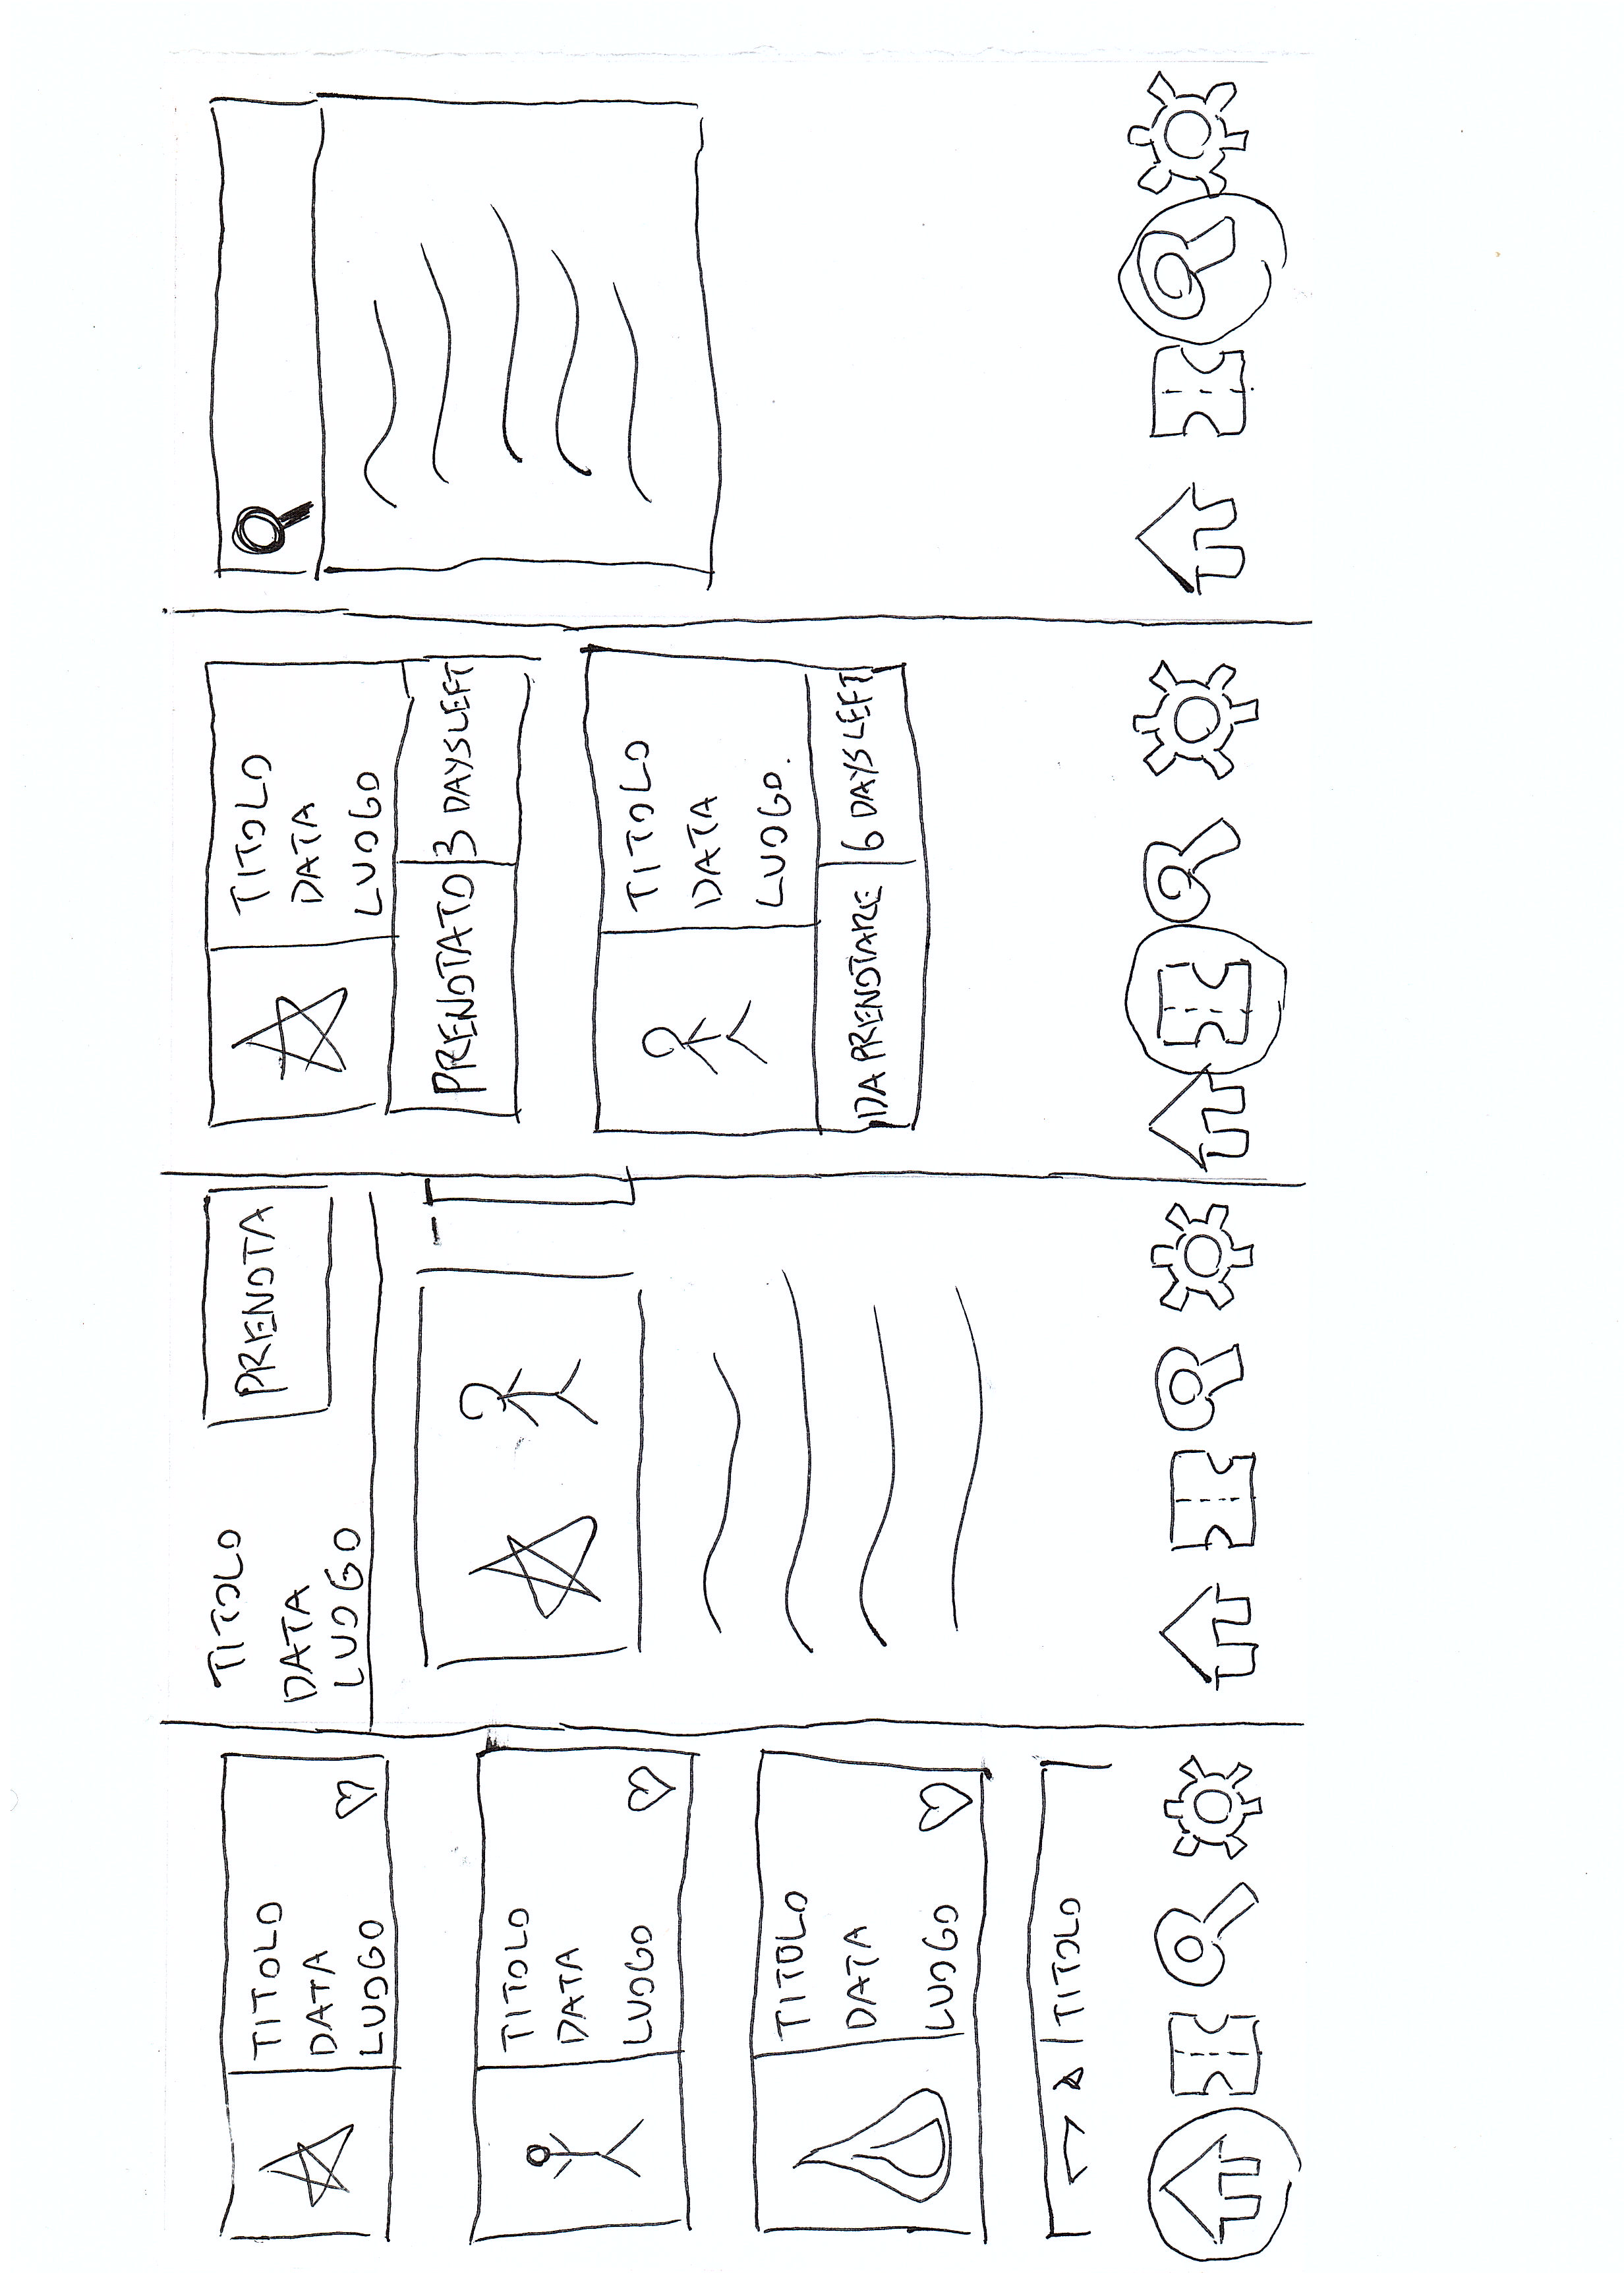 TITOLO
DATA
LUOGO
TITOLO
DATA
LUOGO
TITOLO
DATA
LUOGO
TITOLO
TITOLO
DATA
LUOGO
PRENOTA
TITOLO
DATA
LUOGO
PRENOTATO
3 DAYS LEFT
TITOLO
DATA
LUOGO.
DA PRENOTARE
6 DAYS LEFT